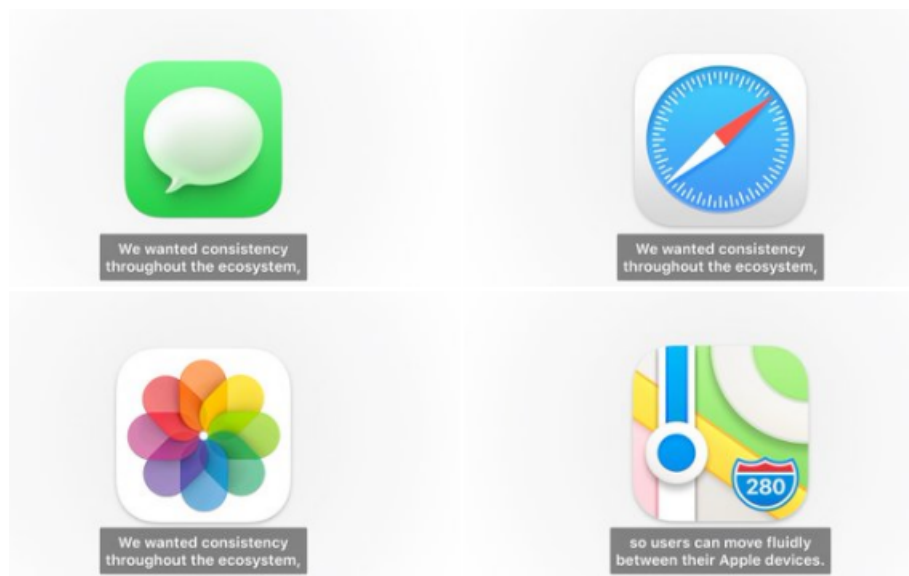 We wanted consistency
throughout the ecosystem,
We wanted consistency
throughout the ecosystem,
We wanted consistency
throughout the ecosystem,
280
so users can move fluidly
between their Apple devices.